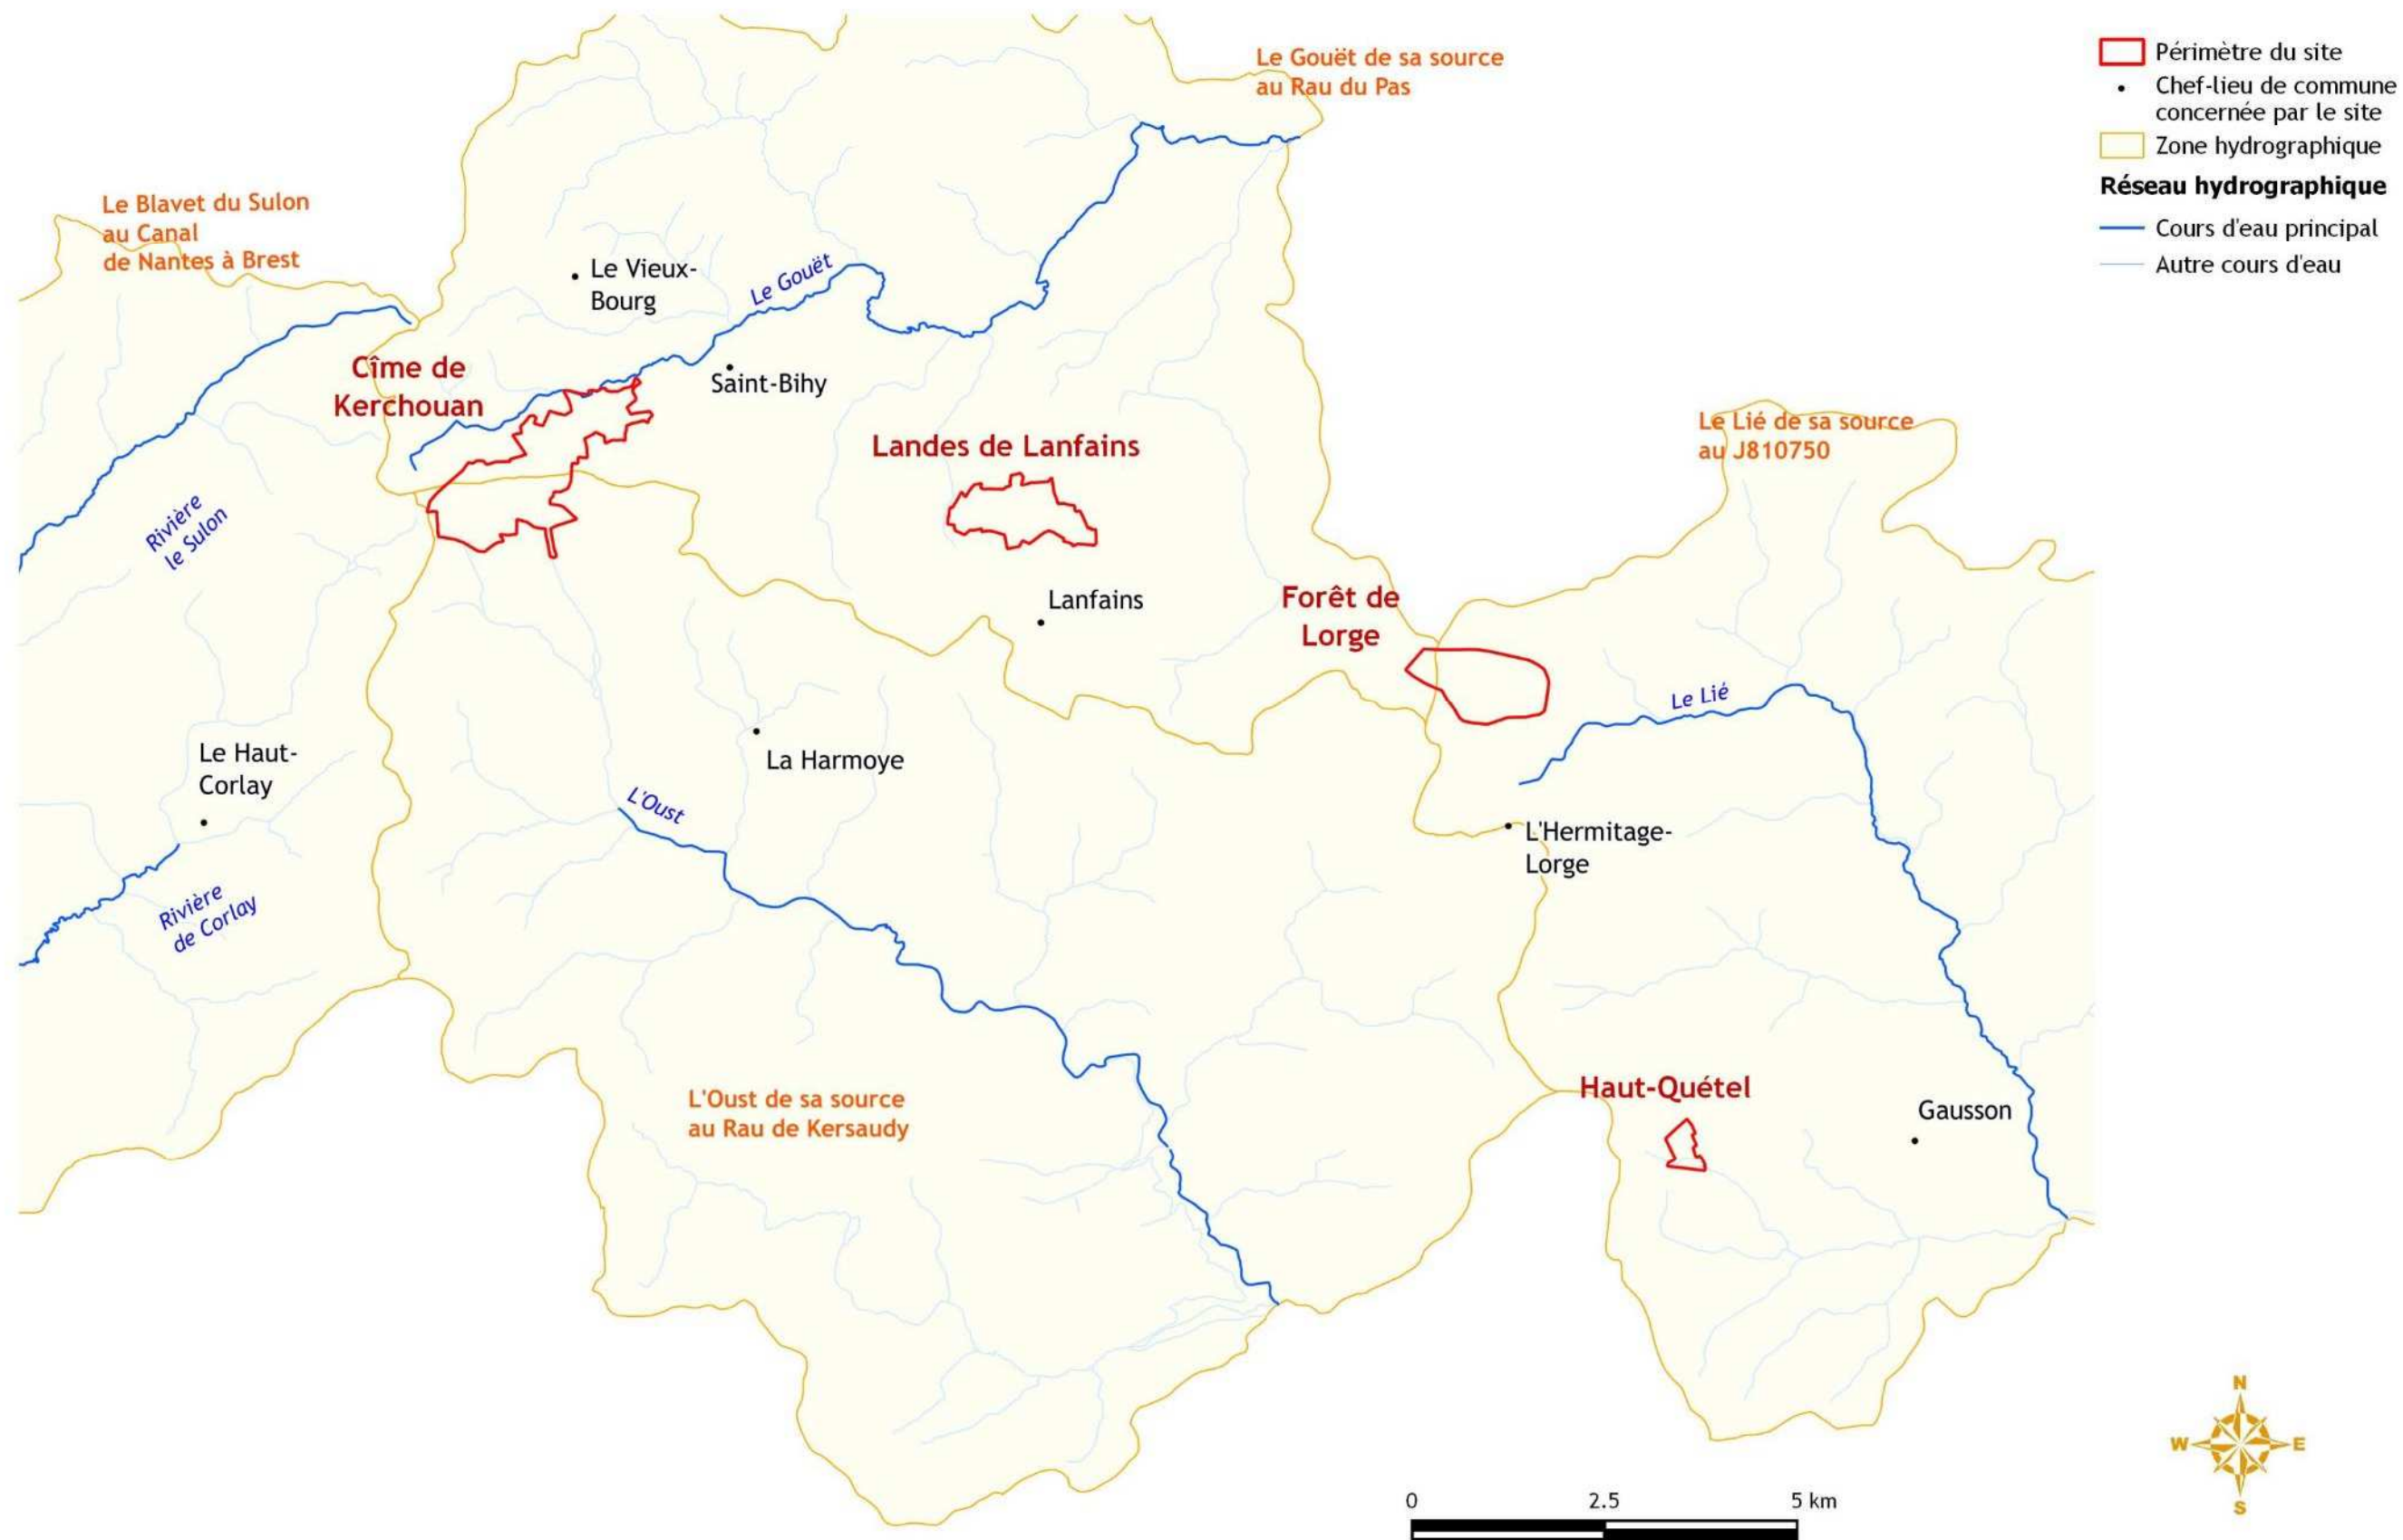 Le Gouët de sa source
au Rau du Pas
Périmètre du site
Chef-lieu de commune
concernée par le site
Zone hydrographique
Réseau hydrographique
Cours d'eau principal
Autre cours d'eau
Le Blavet du Sulon
au Canal
de Nantes à Brest
Le Vieux-
Bourg
Le Gouët
Cîme de
Kerchouan
Saint-Bihy
Landes de Lanfains
Le Lié de sa source
au J810750
Rivière
le Sulon
Lanfains
Forêt de
Lorge
Le Lié
Le Haut-
Corlay
La Harmoye
L'Oust
L'Hermitage-
Lorge
Rivière
de Corlay
L'Oust de sa source
au Rau de Kersaudy
Haut-Quétel
Gausson
N
W
E
S
0 2.5 5 km